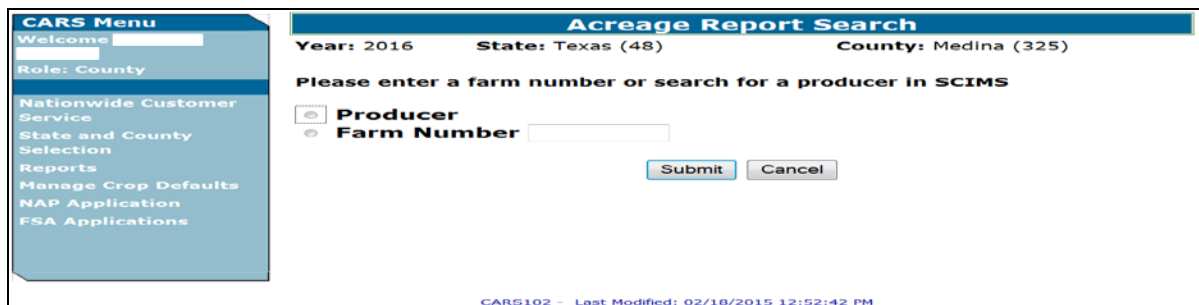 CARS Menu
Welcome
Role: County
Nationwide Customer
Service
State and County
Selection
Reports
Manage Crop Defaults
NAP Application
FSA Applications
Acreage Report Search
Year: 2016 State: Texas (48) County: Medina (325)
Please enter a farm number or search for a producer in SCIMS
Producer
Farm Number
Submit Cancel
CARS102 - Last Modified: 02/18/2015 12:52:42 PM